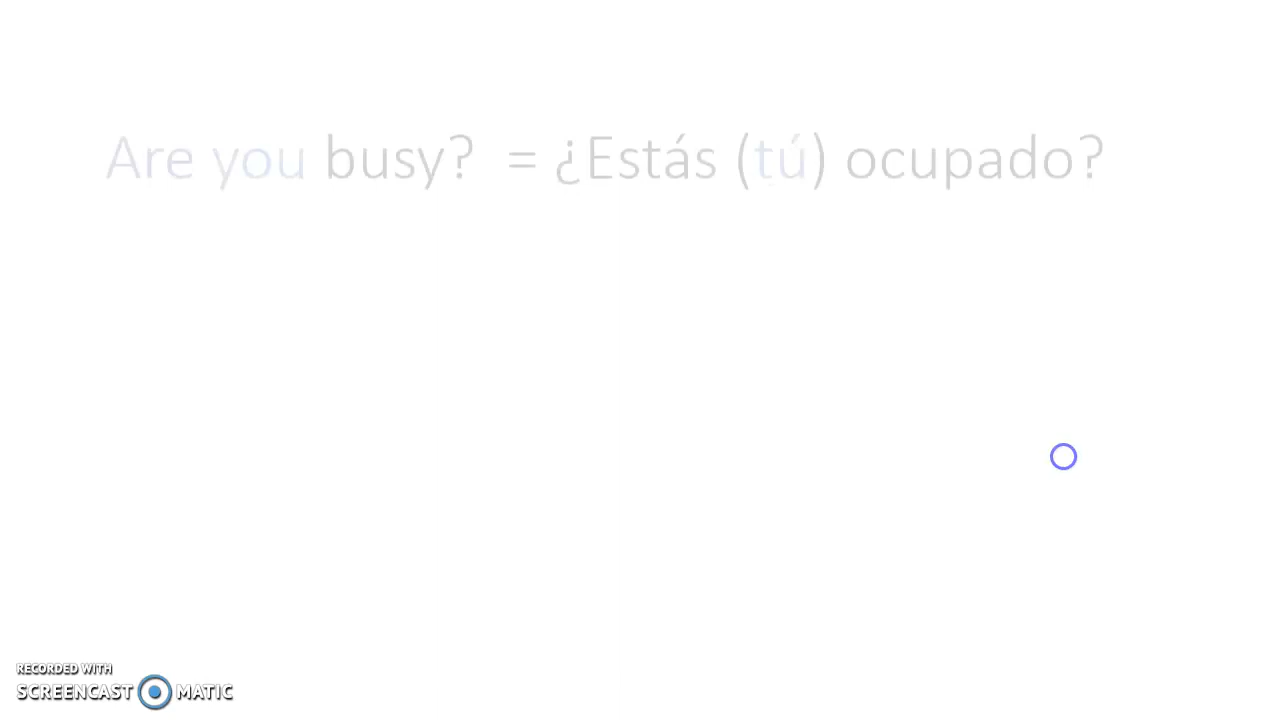 Are you busy? = ¿Estás (tú) ocupado?
RECORDED WITH
SCREENCAST MATIC